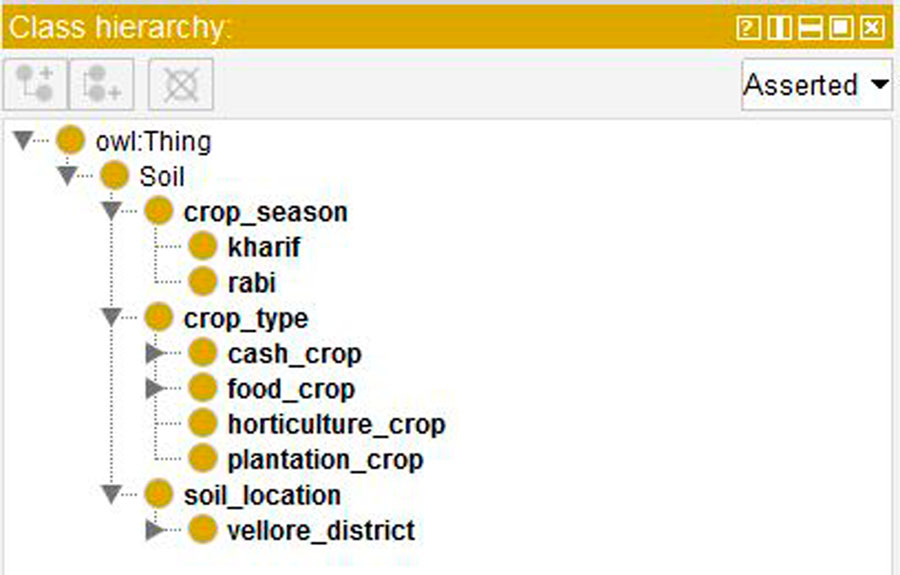 Class hierarchy:
Asserted
owl:Thing
Soil
crop_season
kharif
rabi
crop_type
cash_crop
food_crop
horticulture_crop
plantation_crop
soil_location
vellore_district